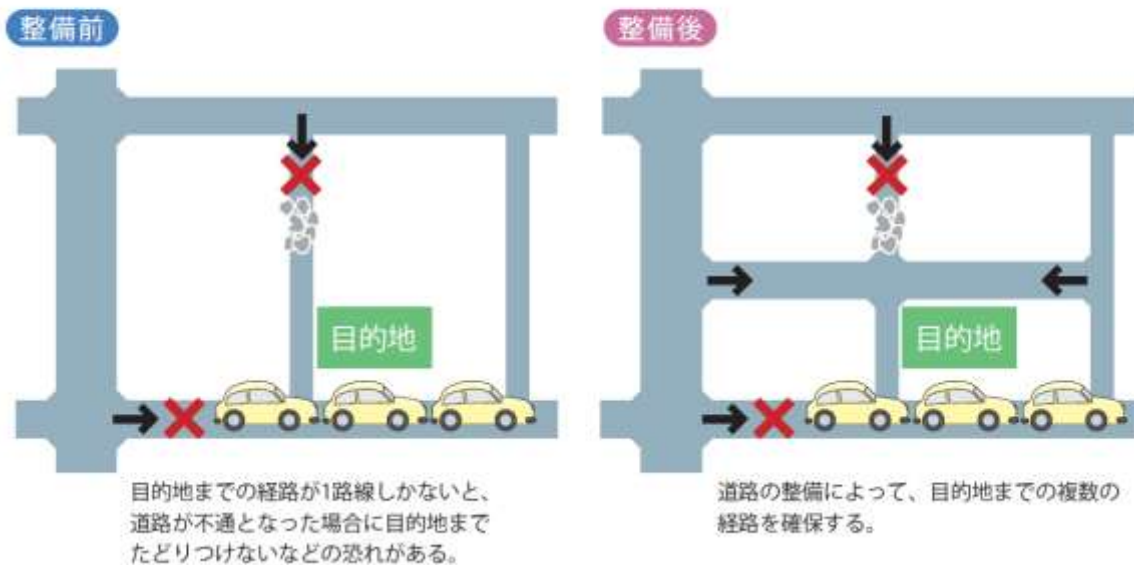 整備前
目的地
目的地までの経路が1路線しかないと、
道路が不通となった場合に目的地まで
たどりつけないなどの恐れがある。
整備後
目的地
道路の整備によって、目的地までの複数の
経路を確保する。